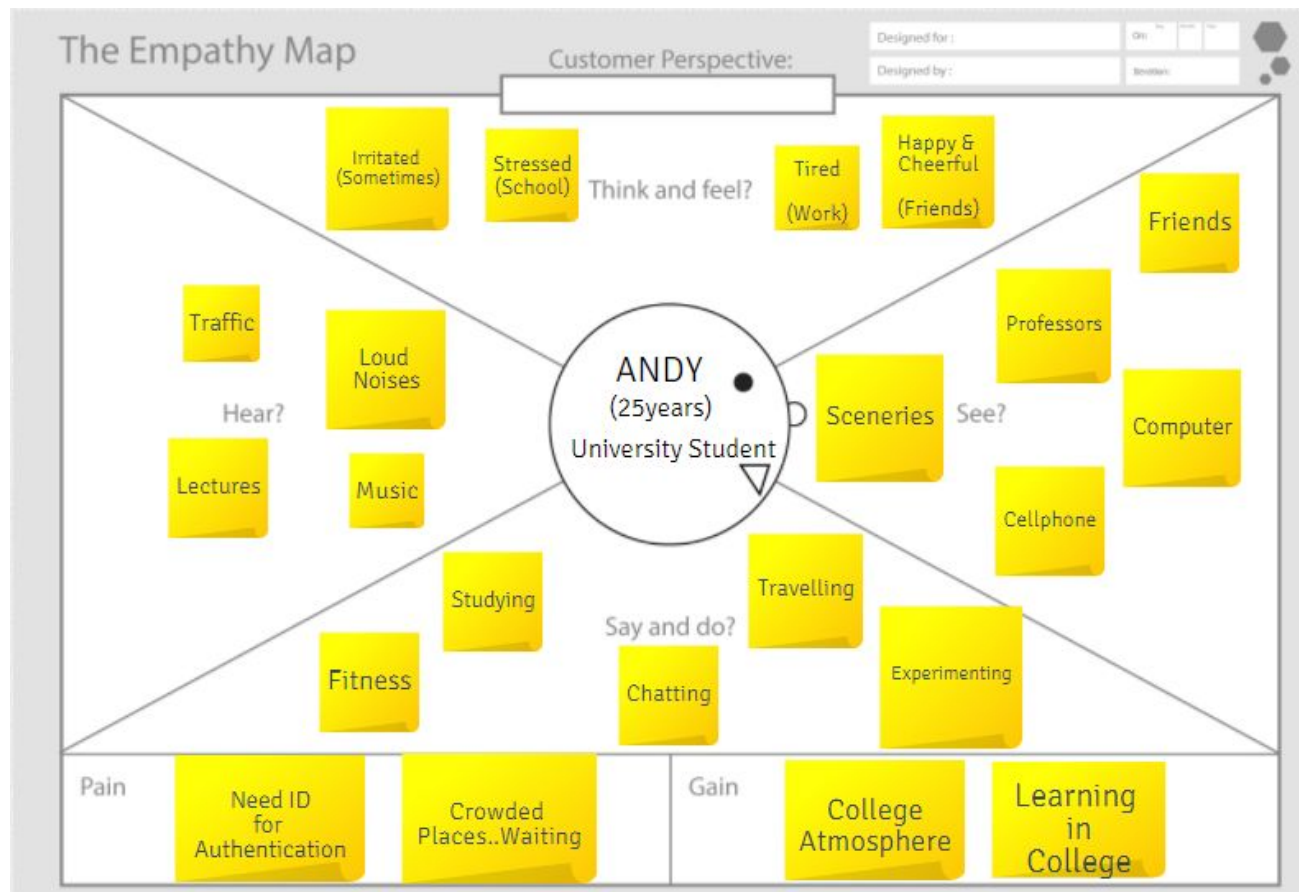 The Empathy Map
Customer Perspective:
Designed for :
On:
Designed by :
Iteration:
Irritated
(Sometimes)
Stressed
(School)
Think and feel?
Tired
(Work)
Happy &
Cheerful
(Friends)
Friends
Traffic
Loud
Noises
Hear?
Lectures
Music
ANDY
(25years)
University Student
Sceneries
See?
Professors
Computer
Cellphone
Studying
Fitness
Say and do?
Chatting
Travelling
Experimenting
Pain
Need ID
for
Authentication
Crowded
Places..Waiting
Gain
College
Atmosphere
Learning
in
College